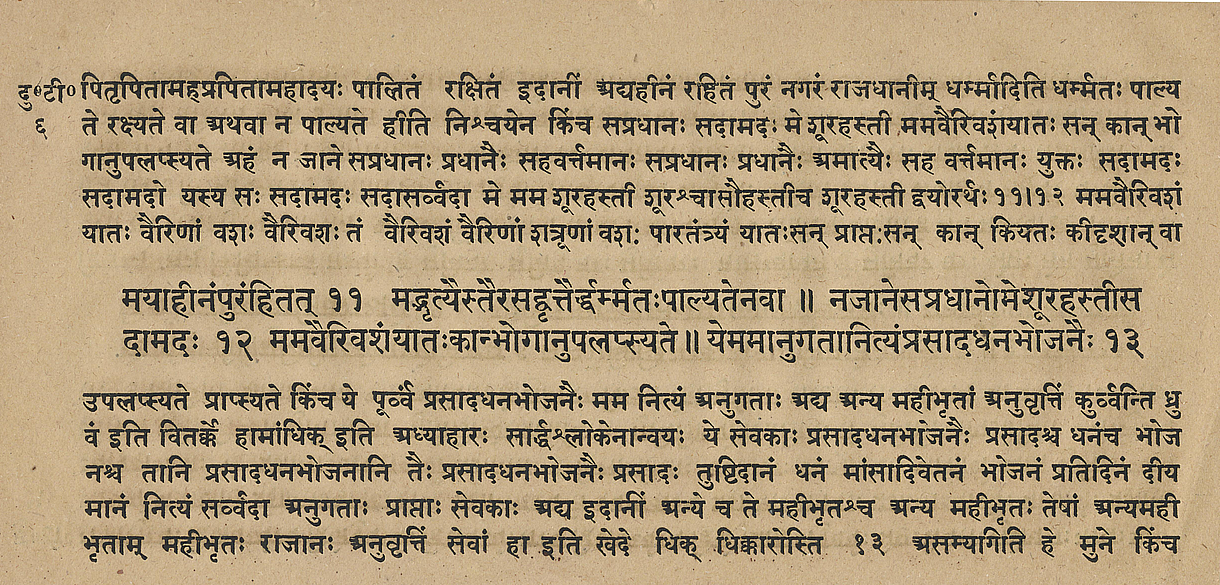 दु॰टी॰ पितृपितामहप्रपितामहादयः पालितं रक्षितं इदानीं अद्यहीनं रहितं पुरं नगरं राजधानीम् धर्म्मादिति धर्म्मतः पाल्य
६ ते रक्ष्यते वा अथवा न पाल्यते हीति निश्चयेन किंच सप्रधानः सदामदः मे शूरहस्ती ममवैरिवशंयातः सन् कान् भो
गानुपलप्स्यते अहं न जाने सप्रधानः प्रधानैः सहवर्त्तमानः सप्रधानः प्रधानैः अमात्यैः सह वर्त्तमानः युक्तः सदामदः
सदामदो यस्य सः सदामदः सदासर्व्वदा मे मम शूरहस्ती शूरश्चासौहस्तीच शूरहस्ती द्वयोरर्थः ११।१२ ममवैरिवशं
यातः वैरिणां वशः वैरिवशः तं वैरिवशं वैरिणां शत्रूणां वशः पारतंत्र्यं यातःसन् प्राप्तःसन् कान् कियतः कीदृशान् वा
मयाहीनंपुरंहितत् ११ मद्भृत्यैस्तैरसद्वृत्तैर्द्धर्म्मतःपाल्यतेनवा ॥ नजानेसप्रधानोमेशूरहस्तीस
दामदः १२ ममवैरिवशंयातःकान्भोगानुपलप्स्यते ॥ येममानुगतानित्यंप्रसादधनभोजनैः १३
उपलप्स्यते प्राप्स्यते किंच ये पूर्व्वं प्रसादधनभोजनैः मम नित्यं अनुगताः अद्य अन्य महीभृतां अनुवृत्तिं कुर्व्वन्ति ध्रु
वं इति वितर्क्के हामांधिक् इति अध्याहारः सार्द्धश्लोकेनान्वयः ये सेवकाः प्रसादधनभोजनैः प्रसादश्च धनंच भोज
नश्च तानि प्रसादधनभोजनानि तैः प्रसादधनभोजनैः प्रसादः तुष्टिदानं धनं मांसादिवेतनं भोजनं प्रतिदिनं दीय
मानं नित्यं सर्व्वदा अनुगताः प्राप्ताः सेवकाः अद्य इदानीं अन्ये च ते महीभृतश्च अन्य महीभृतः तेषां अन्यमही
भृताम् महीभृतः राजानः अनुवृत्तिं सेवां हा इति खेदे धिक् धिक्कारोस्ति १३ असम्यगिति हे मुने किंच